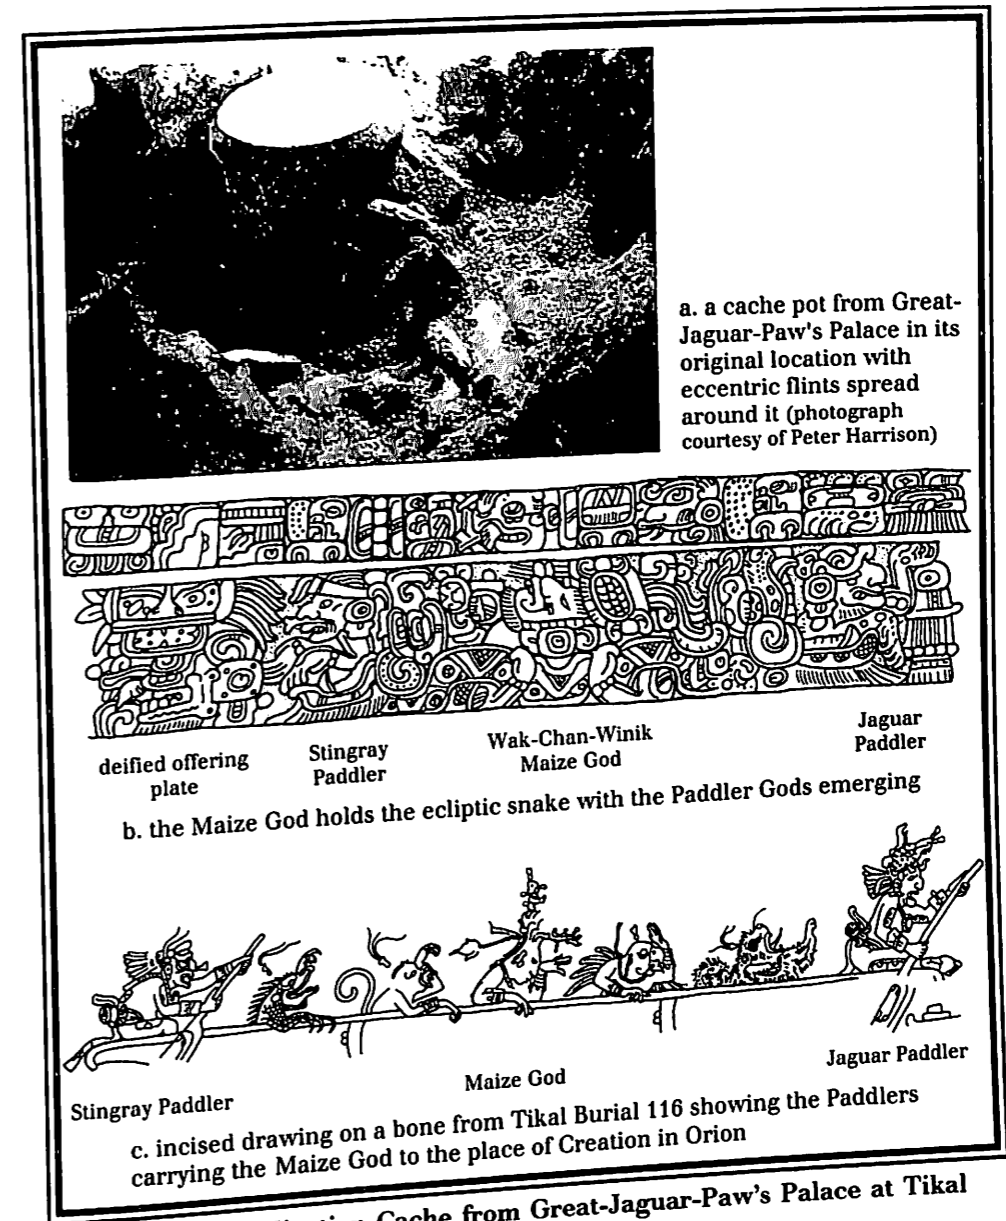 a. a cache pot from Great-
Jaguar-Paw's Palace in its
original location with
eccentric flints spread
around it (photograph
courtesy of Peter Harrison)
deified offering
plate
Stingray
Paddler
Wak-Chan-Winik
Maize God
Jaguar
Paddler
b. the Maize God holds the ecliptic snake with the Paddler Gods emerging
Stingray Paddler
Maize God
Jaguar Paddler
c. incised drawing on a bone from Tikal Burial 116 showing the Paddlers
carrying the Maize God to the place of Creation in Orion
Cache from Great-Jaguar-Paw's Palace at Tikal